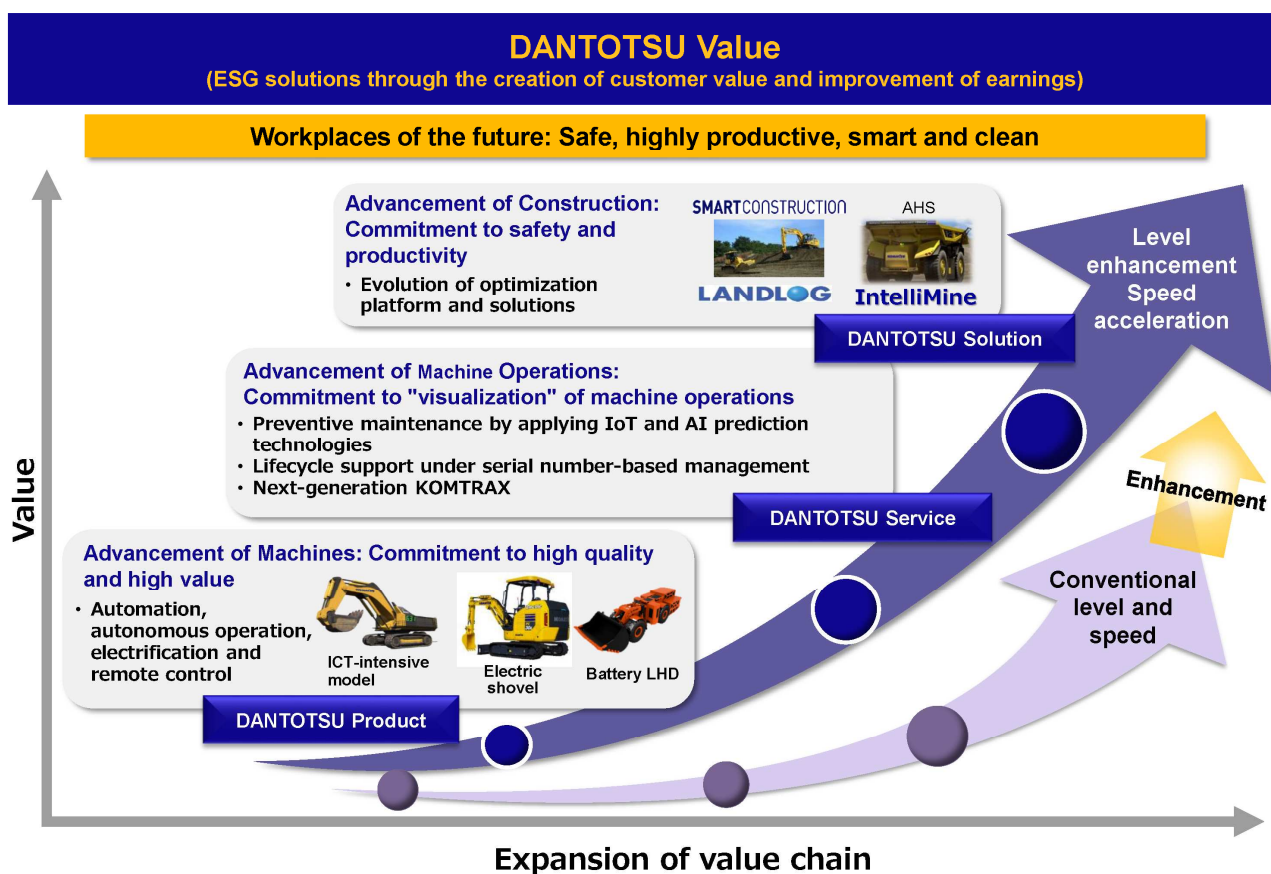 DANTOTSU Value
(ESG solutions through the creation of customer value and improvement of earnings)
Workplaces of the future: Safe, highly productive, smart and clean
Value
Advancement of Construction:
Commitment to safety and
productivity
• Evolution of optimization
platform and solutions
SMARTCONSTRUCTION
LANDLOG
AHS
IntelliMine
DANTOTSU Solution
Level
enhancement
Speed
acceleration
Advancement of Machine Operations:
Commitment to "visualization" of machine operations
• Preventive maintenance by applying IoT and AI prediction
technologies
• Lifecycle support under serial number-based management
• Next-generation KOMTRAX
DANTOTSU Service
Enhancement
Advancement of Machines: Commitment to high quality
and high value
• Automation,
autonomous operation,
electrification and
remote control
ICT-intensive
model
Electric
shovel
Battery LHD
DANTOTSU Product
Conventional
level and
speed
Expansion of value chain